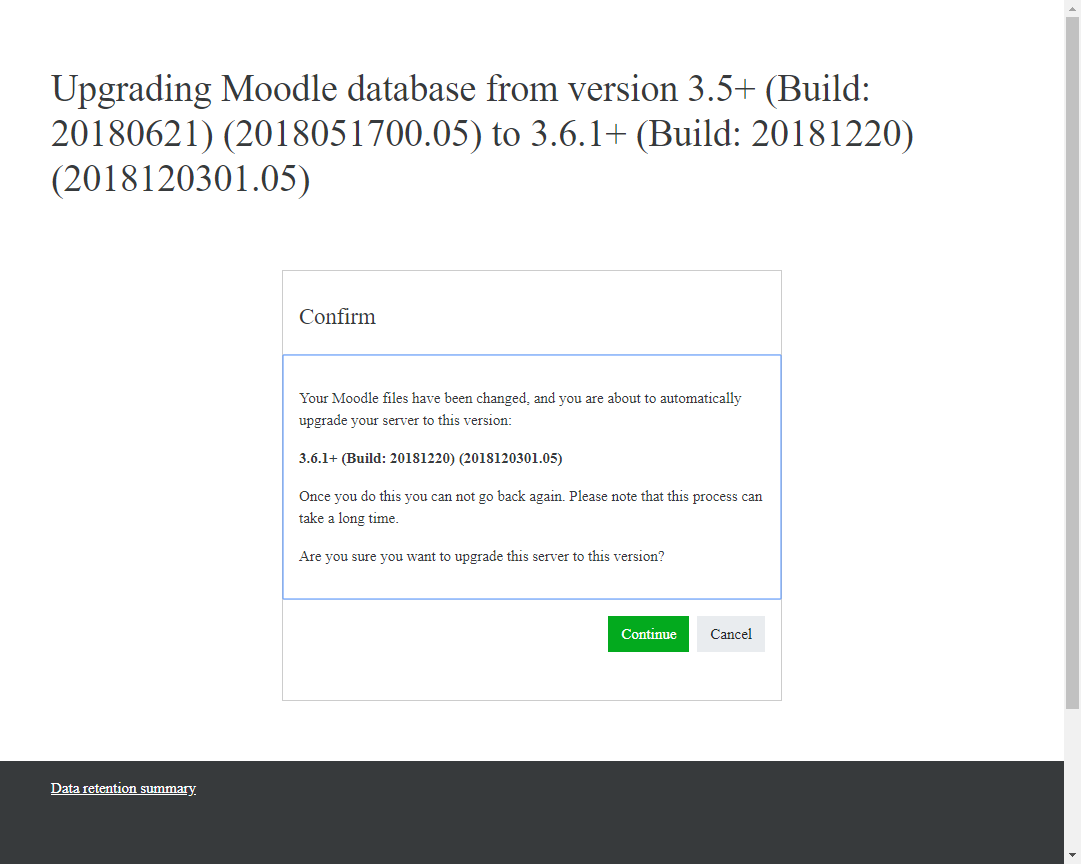 Upgrading Moodle database from version 3.5+ (Build:
20180621) (2018051700.05) to 3.6.1+ (Build: 20181220)
(2018120301.05)
Confirm
Your Moodle files have been changed, and you are about to automatically
upgrade your server to this version:
3.6.1+ (Build: 20181220) (2018120301.05)
Once you do this you can not go back again. Please note that this process can
take a long time.
Are you sure you want to upgrade this server to this version?
Continue Cancel
Data retention summary